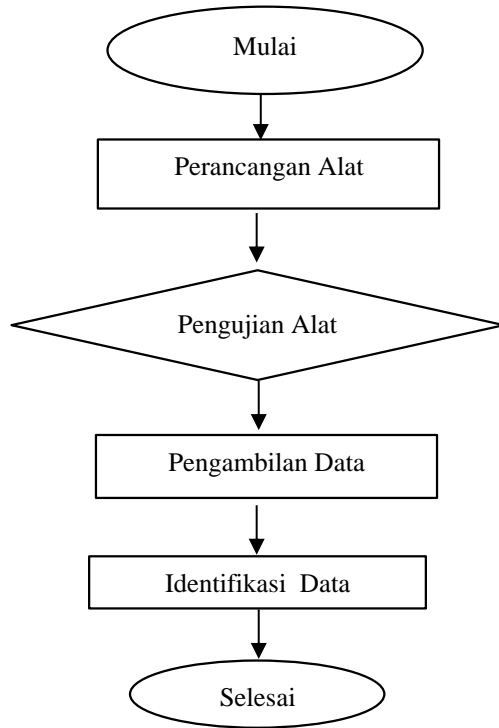 Mulai
Perancangan Alat
Pengujian Alat
Pengambilan Data
Identifikasi  Data
Selesai